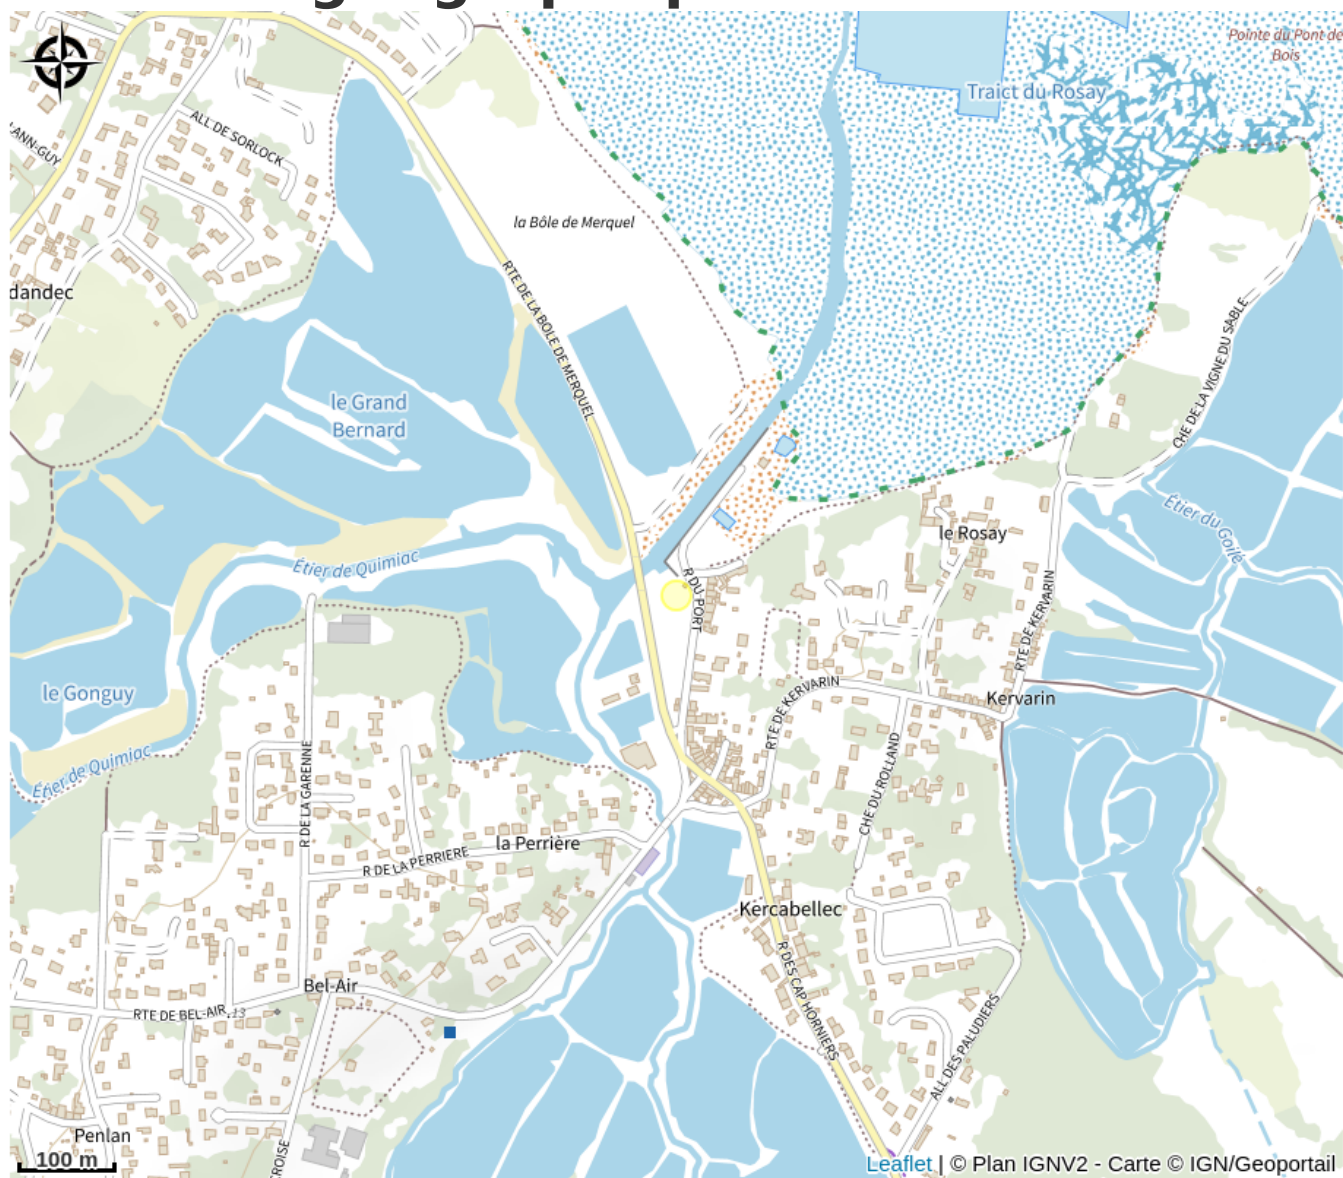 Pointe du Pont de
Bois
Traict du Rosay
ALL DE SORLOCK
-ANN-GUY
la Bôle de Merquel
RTE DE LA BOLE DE MERQUEL
dandec
CHE DE LA VIGNE DU SABLE
le Grand
Bernard
Étier du Goilé
le Rosay
Étier de Quimiac
R DU PORT
RTE DE KERVARIN
le Gonguy
RTE DE KERVARIN
Kervarin
Étier de Quimiac
R DE LA GARENNE
CHE DU ROLLAND
la Perrière
R DE LA PERRIERE
Kercabellec
R DES CAP HORNIERS
Bel-Air
RTE DE BEL-AIR
13
ALL DES PALUDIERS
Penlan
ROISE
100 m
Leaflet | © Plan IGNV2 - Carte © IGN/Geoportail